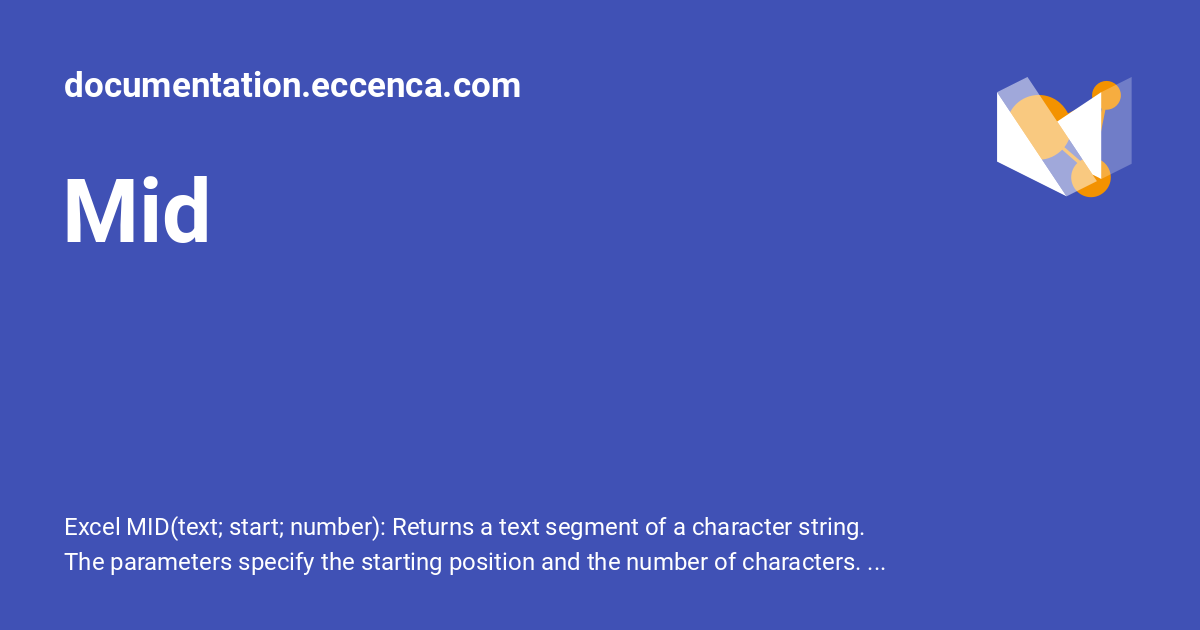 documentation.eccenca.com
Mid
Excel MID(text; start; number): Returns a text segment of a character string.
The parameters specify the starting position and the number of characters. ...